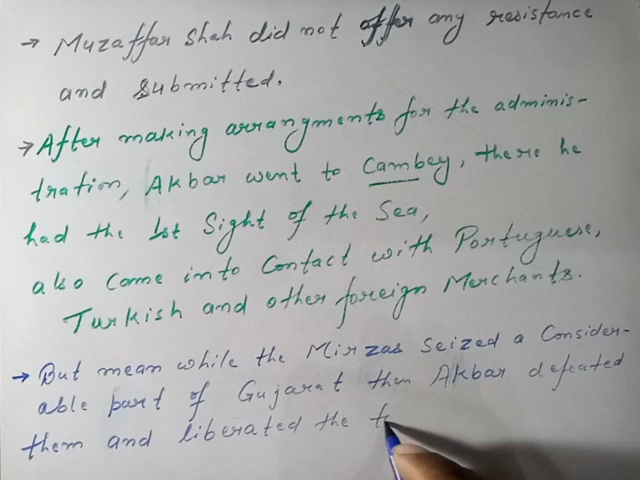 → Muzaffar Shah did not offer any resistance
and submitted.
→ After making arrangments for the adminis-
tration, Akbar went to Cambey, there he
had the 1st Sight of the Sea,
also Come into Contact with Portuguese,
Turkish and other foreign Merchants.
→ But mean while the Mirzas Seized a Consider-
able part of Gujarat then Akbar defeated
them and liberated the